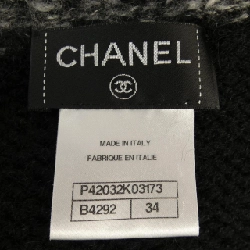 CHANEL
MADE IN ITALY
FABRIQUE EN ITALIE
P42032K03173
B4292 34